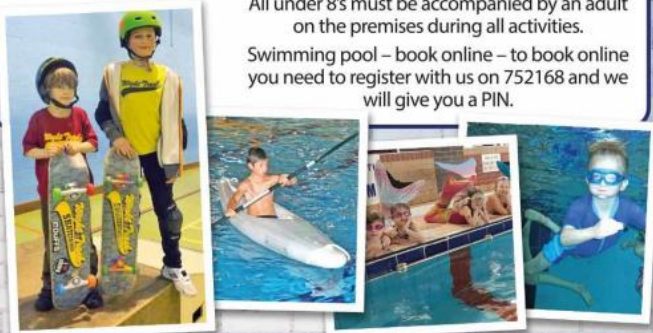 All under 8's must be accompanied by an adult
on the premises during all activities.
Swimming pool – book online – to book online
you need to register with us on 752168 and we
will give you a PIN.